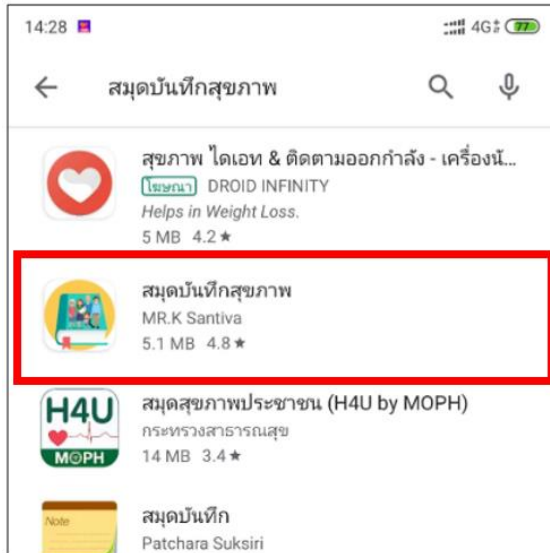 14:28 4G 77
สมุดบันทึกสุขภาพ
สุขภาพ ไดเอท & ติดตามออกกำลัง - เครื่องนั...
โฆษณา DROID INFINITY
Helps in Weight Loss.
5 MB 4.2★
สมุดบันทึกสุขภาพ
MR.K Santiva
5.1 MB 4.8★
H4U
MOPH
สมุดสุขภาพประชาชน (H4U by MOPH)
กระทรวงสาธารณสุข
14 MB 3.4★
Note
สมุดบันทึก
Patchara Suksiri